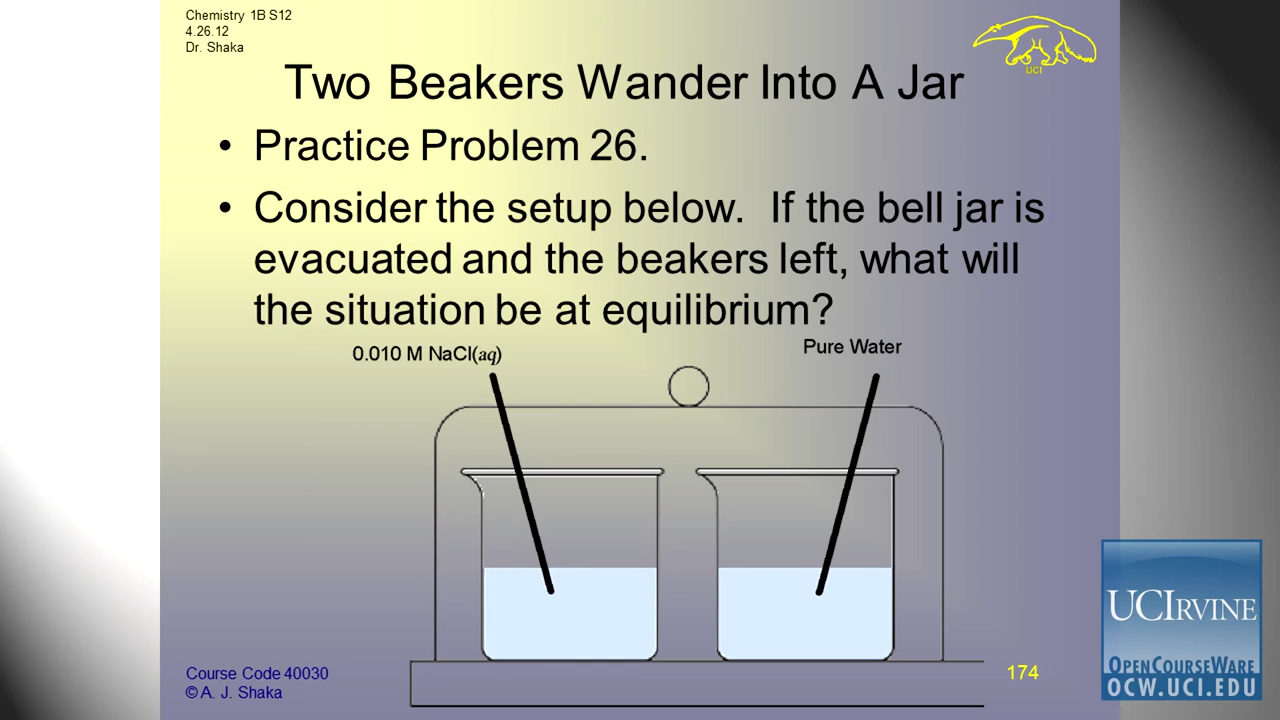 Chemistry 1B S12
4.26.12
Dr. Shaka
UCI
Two Beakers Wander Into A Jar
• Practice Problem 26.
• Consider the setup below.  If the bell jar is
evacuated and the beakers left, what will
the situation be at equilibrium?
0.010 M NaCl(aq)
Pure Water
Course Code 40030
© A. J. Shaka
174
UCIRVINE
OPENCOURSEWARE
OCW.UCI.EDU